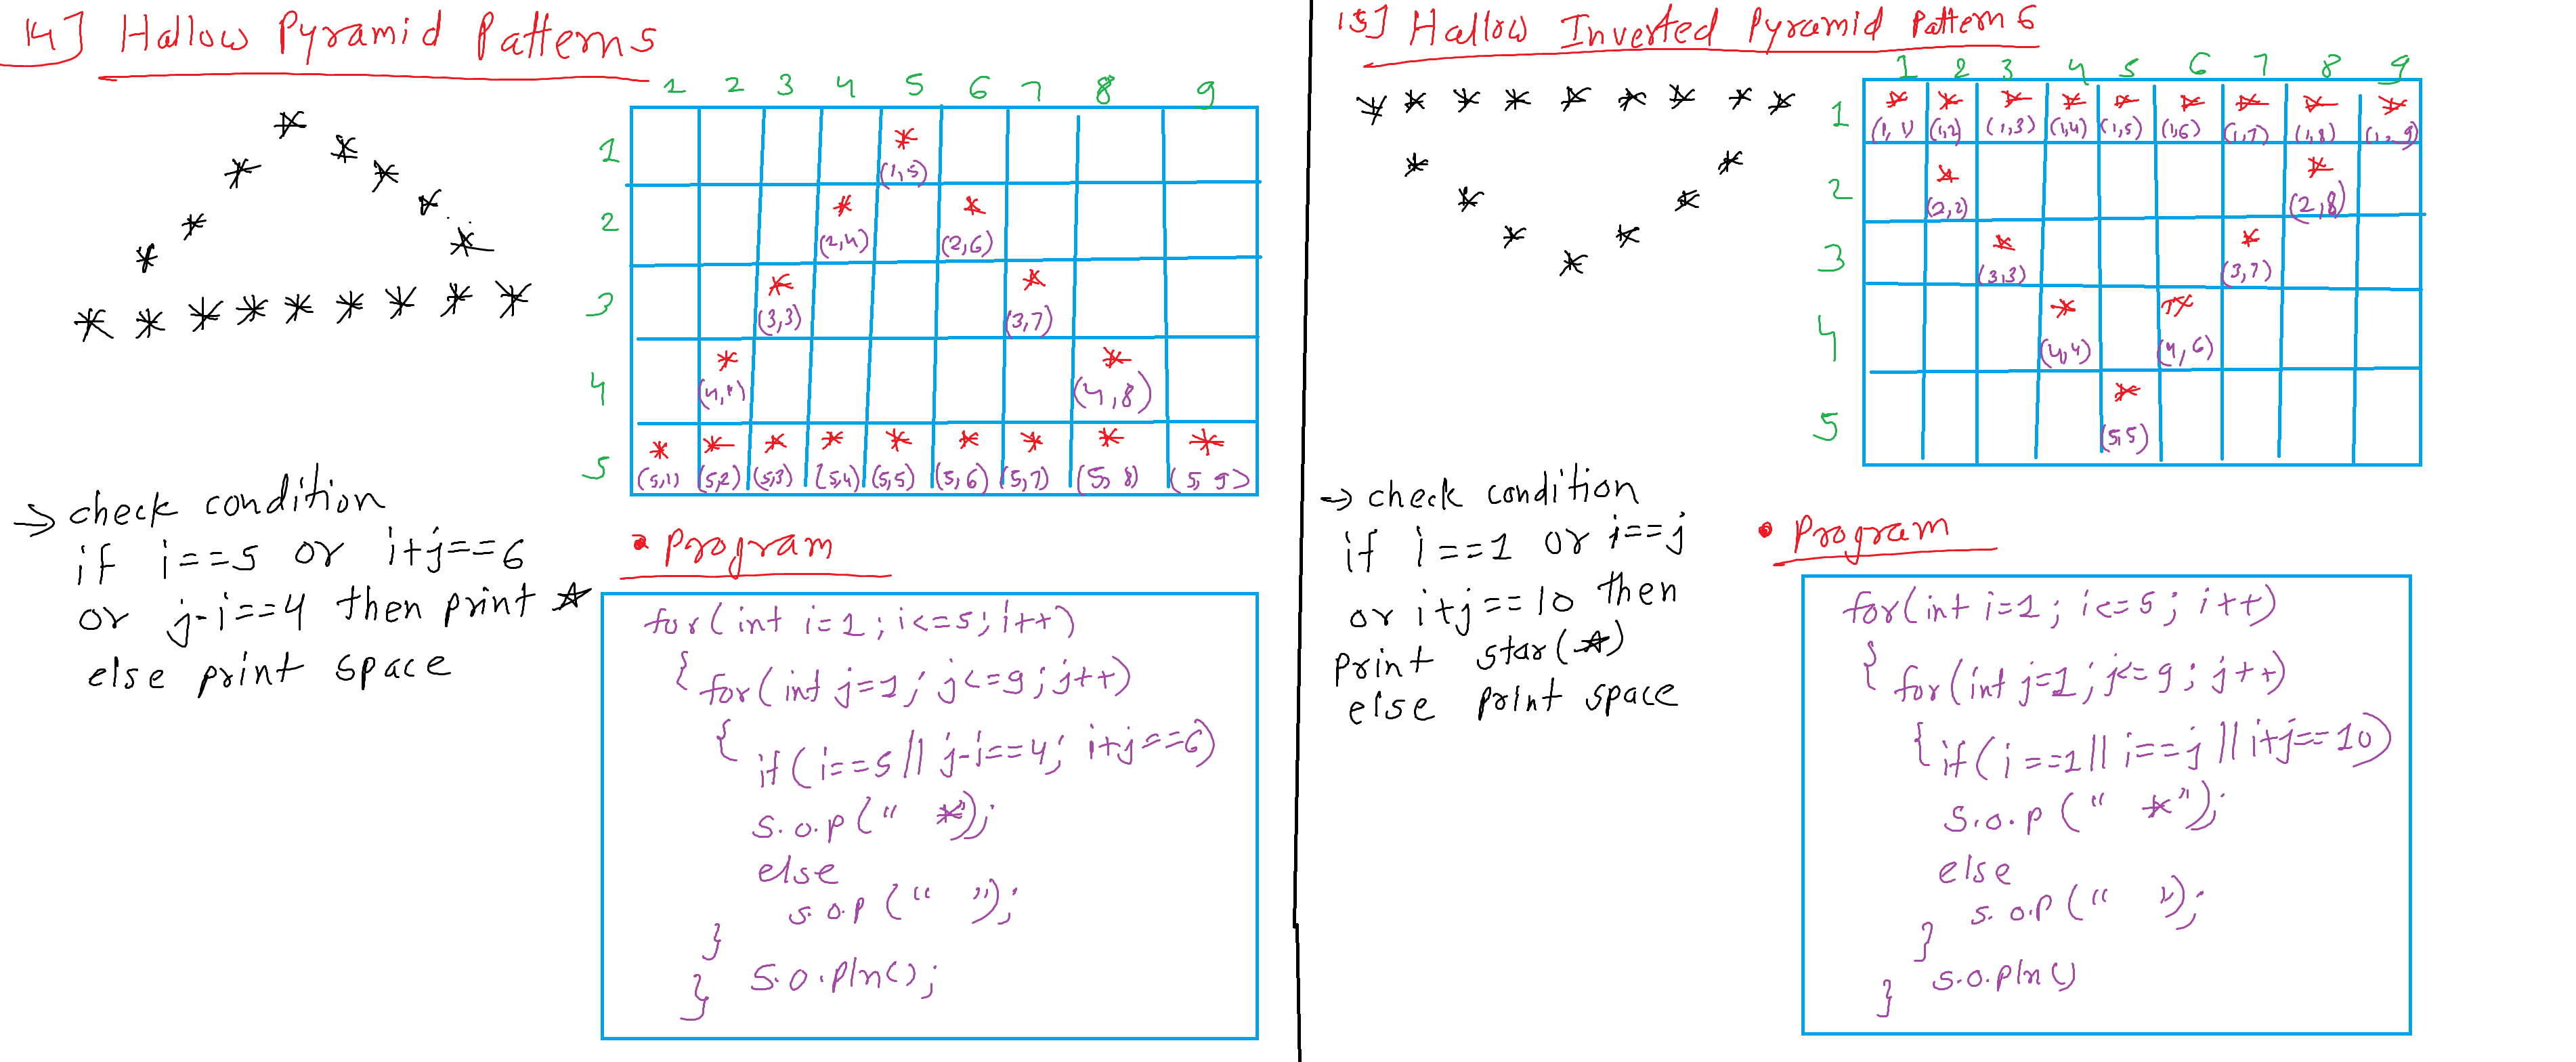 14] Hallow Pyramid Pattern 5
1 2 3 4 5 6 7 8 9
1
*
(1,5)
2
* *
(2,4) (2,6)
3
* *
(3,3) (3,7)
4
* *
(4,8)
5
* * * * * * * * *
(5,1) (5,2) (5,3) (5,4) (5,5) (5,6) (5,7) (5,8) (5,9)
→ check condition
if i==5 or i+j==6
or j-i==4 then print *
else print space
• Program
for(int i=1; i<=5; i++)
{ for(int j=1; j<=9; j++)
{ if(i==5 || j-i==4; i+j==6)
S.o.p(" *");
else
s.o.p(" ");
}
} S.o.pln();
15] Hallow Inverted Pyramid Pattern 6
1 2 3 4 5 6 7 8 9
1
* * * * * * * * *
(1,1) (1,2) (1,3) (1,4) (1,5) (1,6) (1,7) (1,8) (1,9)
2
* *
(2,2) (2,8)
3
* *
(3,3) (3,7)
4
* *
(4,4) (4,6)
5
*
(5,5)
→ check condition
if i==1 or i==j
or i+j==10 then
print star(*)
else print space
• Program
for(int i=1; i<=5; i++)
{ for(int j=1; j<=9; j++)
{ if(i==1 || i==j || i+j==10)
S.o.p(" *");
else
s.o.p(" ");
}
s.o.pln()
}